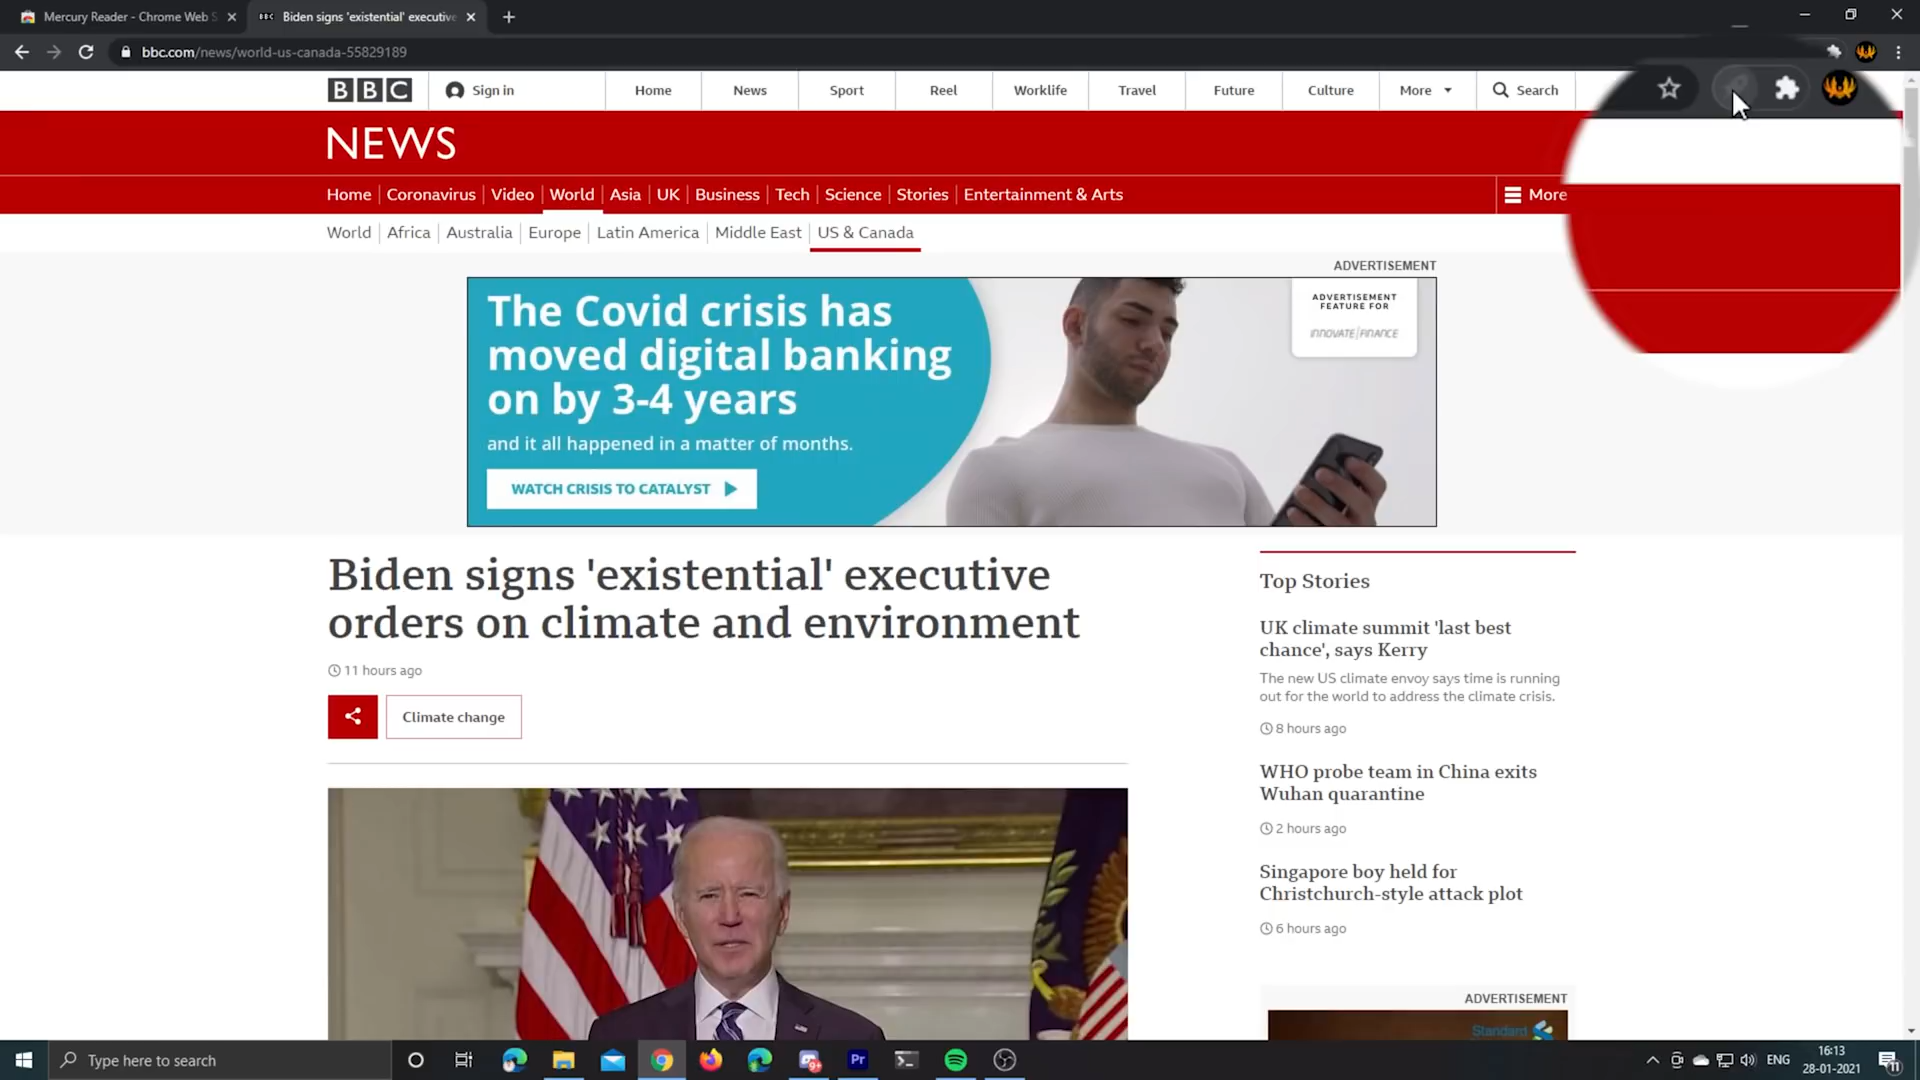 Mercury Reader - Chrome Web S
BBC Biden signs 'existential' executive
bbc.com/news/world-us-canada-55829189
BBC
Sign in
Home
News
Sport
Reel
Worklife
Travel
Future
Culture
More
Search
NEWS
Home
Coronavirus
Video
World
Asia
UK
Business
Tech
Science
Stories
Entertainment & Arts
More
World
Africa
Australia
Europe
Latin America
Middle East
US & Canada
ADVERTISEMENT
The Covid crisis has
moved digital banking
on by 3-4 years
and it all happened in a matter of months.
WATCH CRISIS TO CATALYST
ADVERTISEMENT
FEATURE FOR
INNOVATE/FINANCE
Biden signs 'existential' executive
orders on climate and environment
11 hours ago
Climate change
Top Stories
UK climate summit 'last best
chance', says Kerry
The new US climate envoy says time is running
out for the world to address the climate crisis.
8 hours ago
WHO probe team in China exits
Wuhan quarantine
2 hours ago
Singapore boy held for
Christchurch-style attack plot
6 hours ago
ADVERTISEMENT
Standard
Type here to search
9+
Pr
ENG
16:13
28-01-2021
11